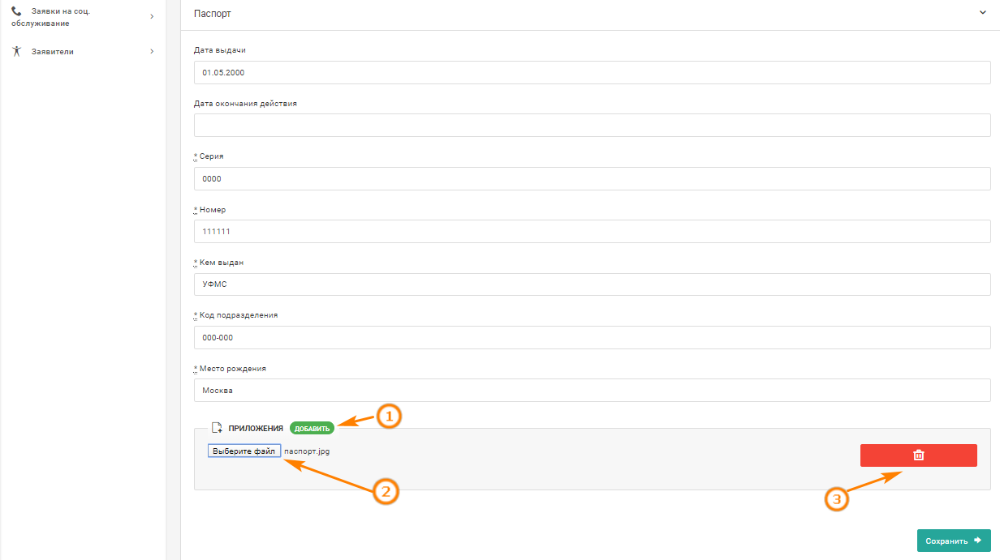 Заявки на соц.
обслуживание
Заявители
Паспорт
Дата выдачи
01.05.2000
Дата окончания действия
* Серия
0000
* Номер
111111
* Кем выдан
УФМС
* Код подразделения
000-000
* Место рождения
Москва
ПРИЛОЖЕНИЯ ДОБАВИТЬ
1
Выберите файл паспорт.jpg
2
3
Сохранить